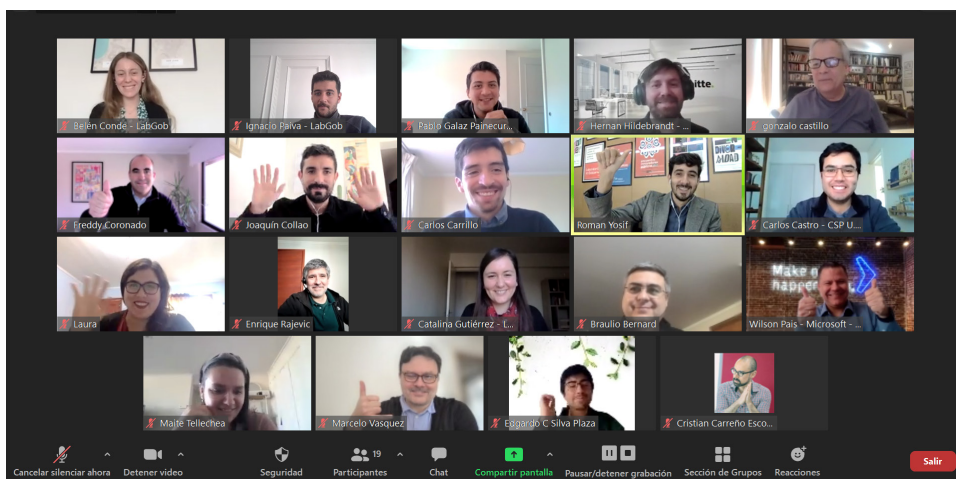 Belén Conde - LabGob
Ignacio Paiva - LabGob
Pablo Galaz Painecur...
Hernan Hildebrandt - ...
gonzalo castillo
Freddy Coronado
Joaquín Collao
Carlos Carrillo
Roman Yosif
Carlos Castro - CSP U....
Laura
Enrique Rajevic
Catalina Gutiérrez - L...
Braulio Bernard
Make
Wilson Pais - Microsoft - ...
Maite Tellechea
Marcelo Vasquez
Edgardo C Silva Plaza
Cristian Carreño Esco...
19
Cancelar silenciar ahora
Detener video
Seguridad
Participantes
Chat
Compartir pantalla
Pausar/detener grabación
Sección de Grupos
Reacciones
Salir